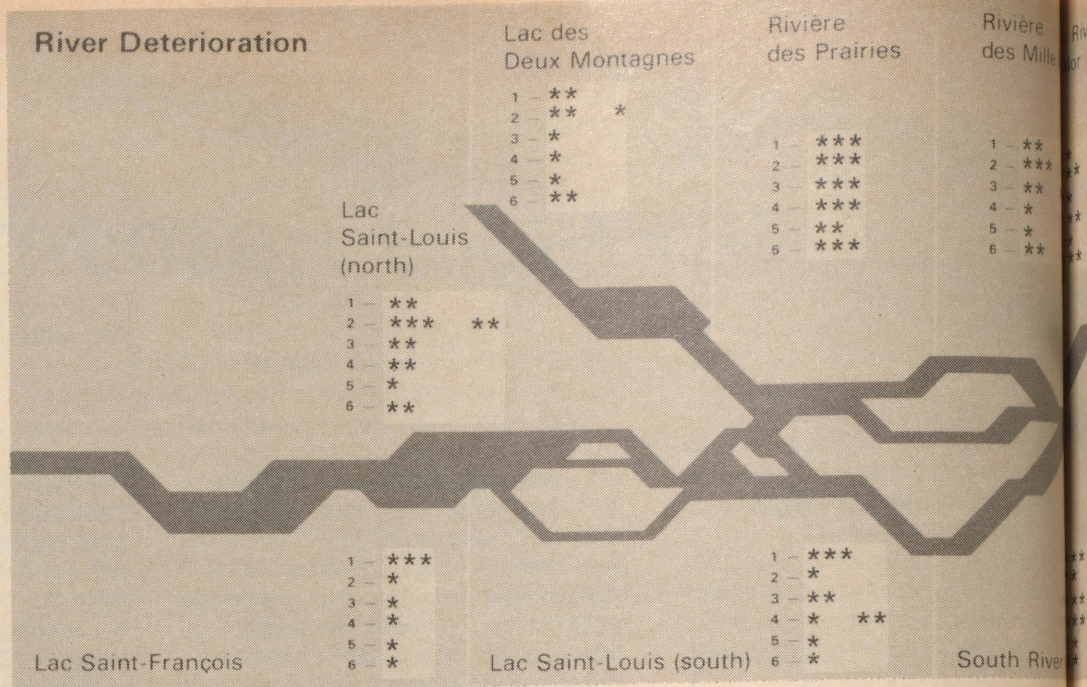 River Deterioration
Lac des
Deux Montagnes
1 – **
2 – ** *
3 – *
4 – *
5 – *
6 – **
Rivière
des Prairies
1 – ***
2 – ***
3 – ***
4 – ***
5 – **
5 – ***
Rivière
des Mille
1 – **
2 – ***
3 – **
4 – *
5 – *
6 – **
Lac
Saint-Louis
(north)
1 – **
2 – *** **
3 – **
4 – **
5 – *
6 – **
Lac Saint-François
1 – ***
2 – *
3 – *
4 – *
5 – *
6 – *
Lac Saint-Louis (south)
1 – ***
2 – *
3 – **
4 – * **
5 – *
6 – *
South River